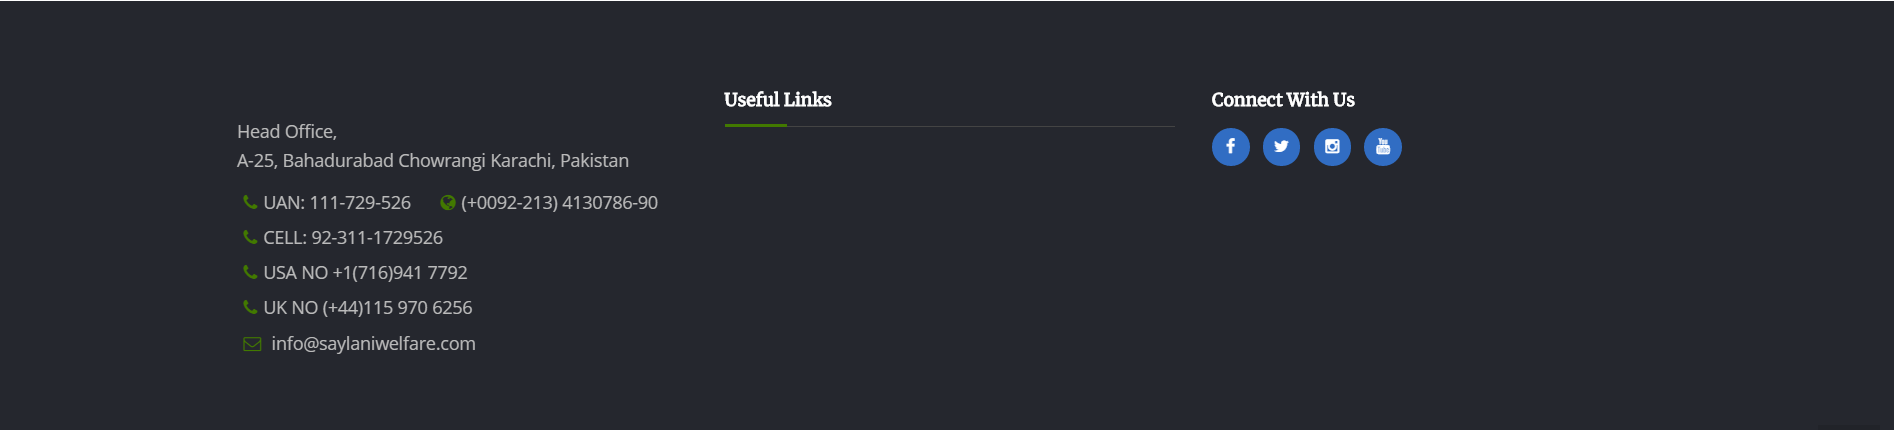 Head Office,
A-25, Bahadurabad Chowrangi Karachi, Pakistan
UAN: 111-729-526 (+0092-213) 4130786-90
CELL: 92-311-1729526
USA NO +1(716)941 7792
UK NO (+44)115 970 6256
info@saylaniwelfare.com
Useful Links
Connect With Us
You
Tube